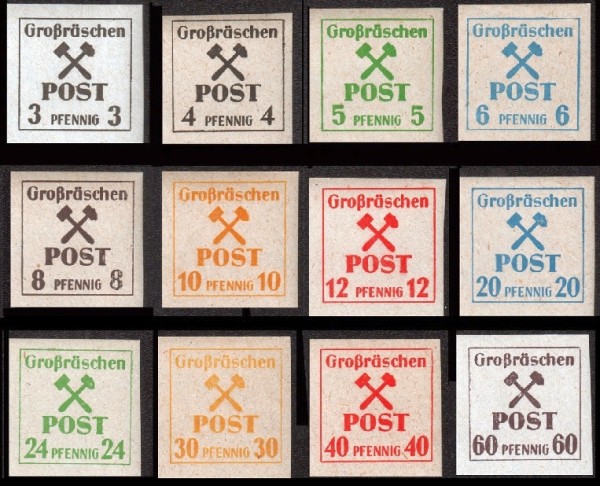 Großräschen
POST
3 PFENNIG 3
Großräschen
POST
4 PFENNIG 4
Großräschen
POST
5 PFENNIG 5
Großräschen
POST
6 PFENNIG 6
Großräschen
POST
8 PFENNIG 8
Großräschen
POST
10 PFENNIG 10
Großräschen
POST
12 PFENNIG 12
Großräschen
POST
20 PFENNIG 20
Großräschen
POST
24 PFENNIG 24
Großräschen
POST
30 PFENNIG 30
Großräschen
POST
40 PFENNIG 40
Großräschen
POST
60 PFENNIG 60